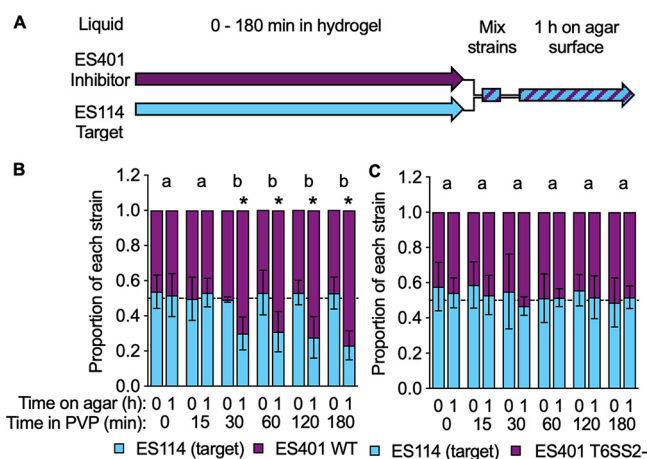 A
Liquid
0 - 180 min in hydrogel
Mix strains
1 h on agar surface
ES401 Inhibitor
ES114 Target
B
Proportion of each strain
1.2
1.0
0.8
0.6
0.4
0.2
0.0
a a b b b b
* * * *
Time on agar (h): 0 1 0 1 0 1 0 1 0 1 0 1
Time in PVP (min): 0 15 30 60 120 180
ES114 (target) ES401 WT
C
Proportion of each strain
1.2
1.0
0.8
0.6
0.4
0.2
0.0
a a a a a a
0 1 0 1 0 1 0 1 0 1 0 1
0 15 30 60 120 180
ES114 (target) ES401 T6SS2-